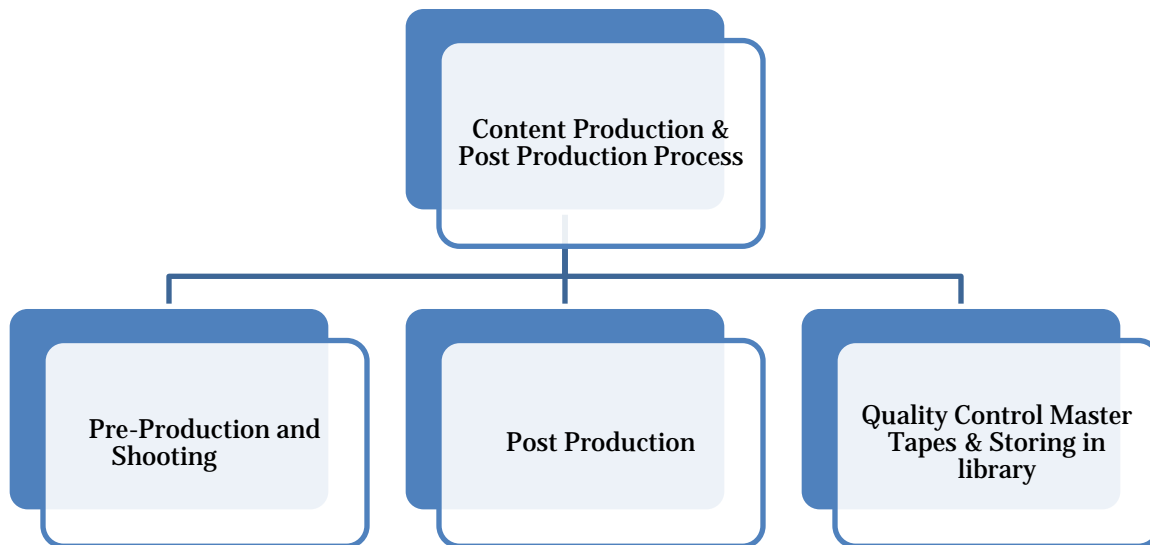 Content Production &
Post Production Process
Pre-Production and
Shooting
Post Production
Quality Control Master
Tapes & Storing in
library